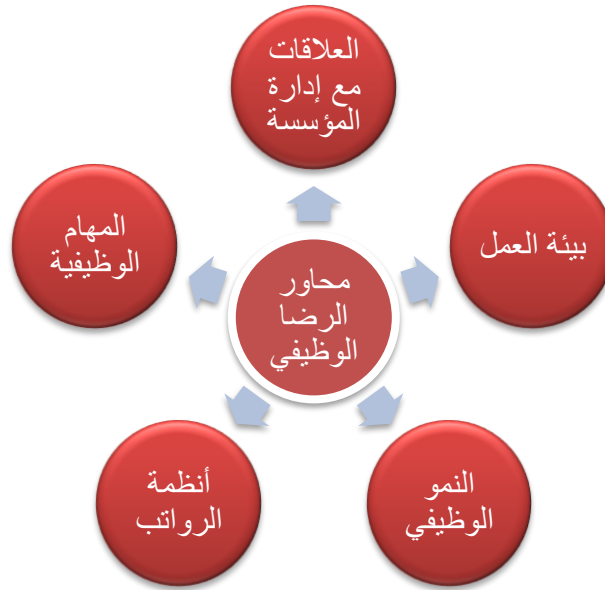 العلاقات
مع إدارة
المؤسسة
بيئة العمل
المهام
الوظيفية
محاور
الرضا
الوظيفي
النمو
الوظيفي
أنظمة
الرواتب